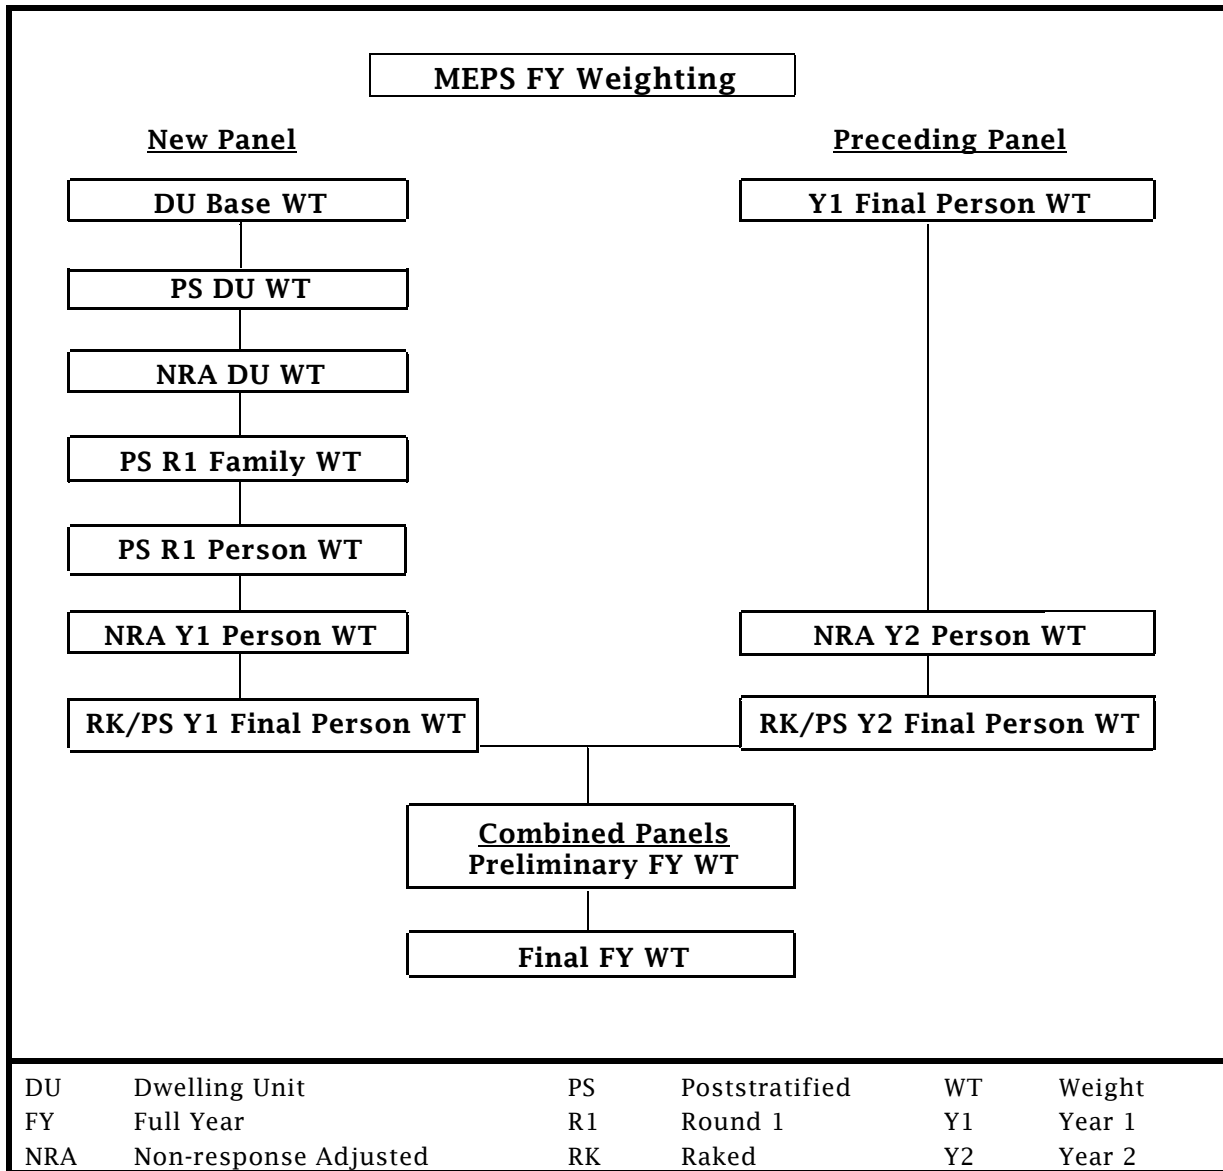 MEPS FY Weighting
New Panel
DU Base WT
PS DU WT
NRA DU WT
PS R1 Family WT
PS R1 Person WT
NRA Y1 Person WT
RK/PS Y1 Final Person WT
Preceding Panel
Y1 Final Person WT
NRA Y2 Person WT
RK/PS Y2 Final Person WT
Combined Panels
Preliminary FY WT
Final FY WT
DU Dwelling Unit PS Poststratified WT Weight
FY Full Year R1 Round 1 Y1 Year 1
NRA Non-response Adjusted RK Raked Y2 Year 2